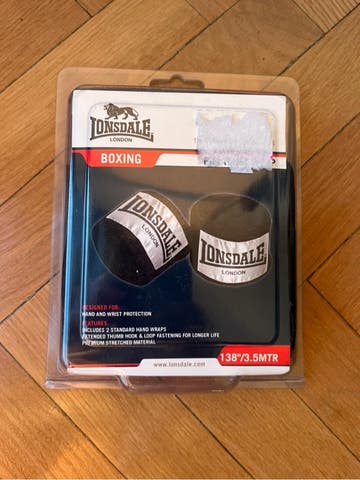 LONSDALE
LONDON
BOXING
LONSDALE
LONDON
LONSDALE
LONDON
DESIGNED FOR:
HAND AND WRIST PROTECTION
FEATURES:
INCLUDES 2 STANDARD HAND WRAPS
EXTENDED THUMB HOOK & LOOP FASTENING FOR LONGER LIFE
PREMIUM STRETCHED MATERIAL
www.lonsdale.com
138"/3.5MTR